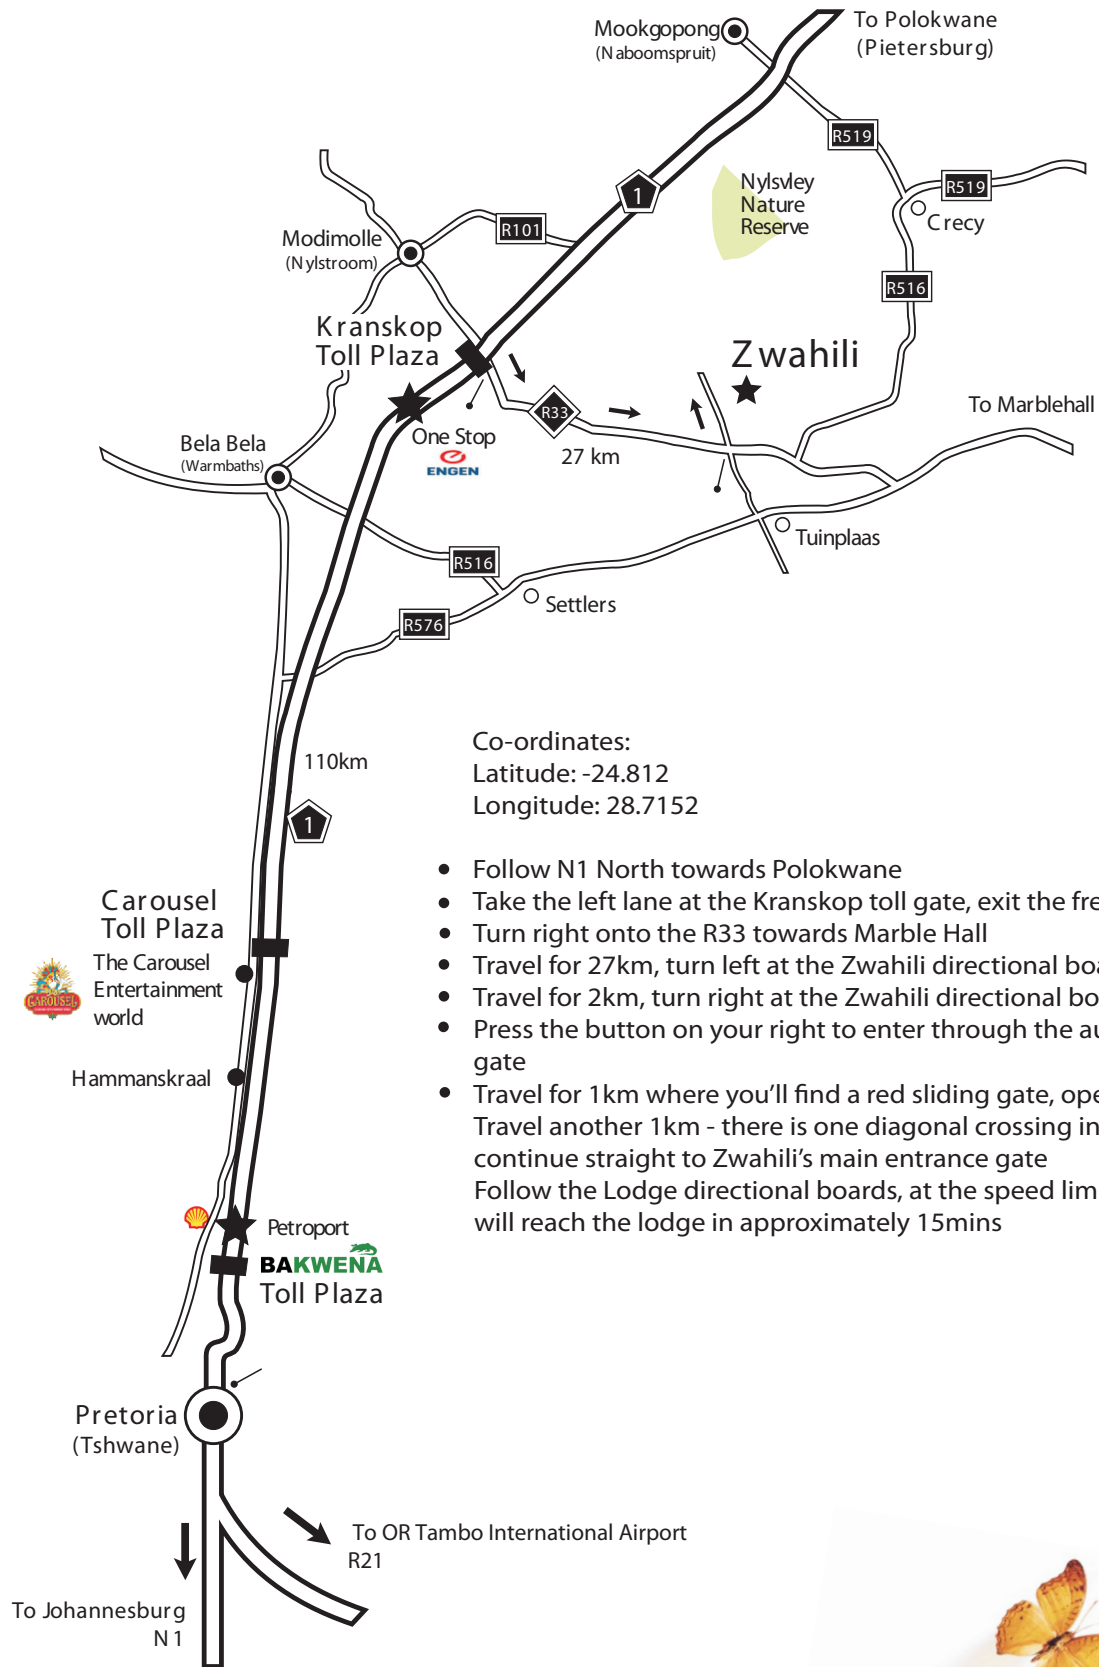 Mookgopong
(Naboomspruit)
To Polokwane
(Pietersburg)
R519
R519
Nylsvley
Nature
Reserve
Crecy
1
R101
Modimolle
(Nylstroom)
R516
Kranskop
Toll Plaza
Zwahili
R33
To Marblehall
One Stop
ENGEN
27 km
Bela Bela
(Warmbaths)
Tuinplaas
R516
Settlers
R576
110km
1
Co-ordinates:
Latitude: -24.812
Longitude: 28.7152
• Follow N1 North towards Polokwane
• Take the left lane at the Kranskop toll gate, exit the fre
• Turn right onto the R33 towards Marble Hall
• Travel for 27km, turn left at the Zwahili directional boa
• Travel for 2km, turn right at the Zwahili directional bo
• Press the button on your right to enter through the au
gate
• Travel for 1km where you’ll find a red sliding gate, ope
Travel another 1km - there is one diagonal crossing in
continue straight to Zwahili’s main entrance gate
Follow the Lodge directional boards, at the speed lim
will reach the lodge in approximately 15mins
Carousel
Toll Plaza
CAROUSEL
The Carousel
Entertainment
world
Hammanskraal
Petroport
BAKWENA
Toll Plaza
Pretoria
(Tshwane)
To OR Tambo International Airport
R21
To Johannesburg
N1